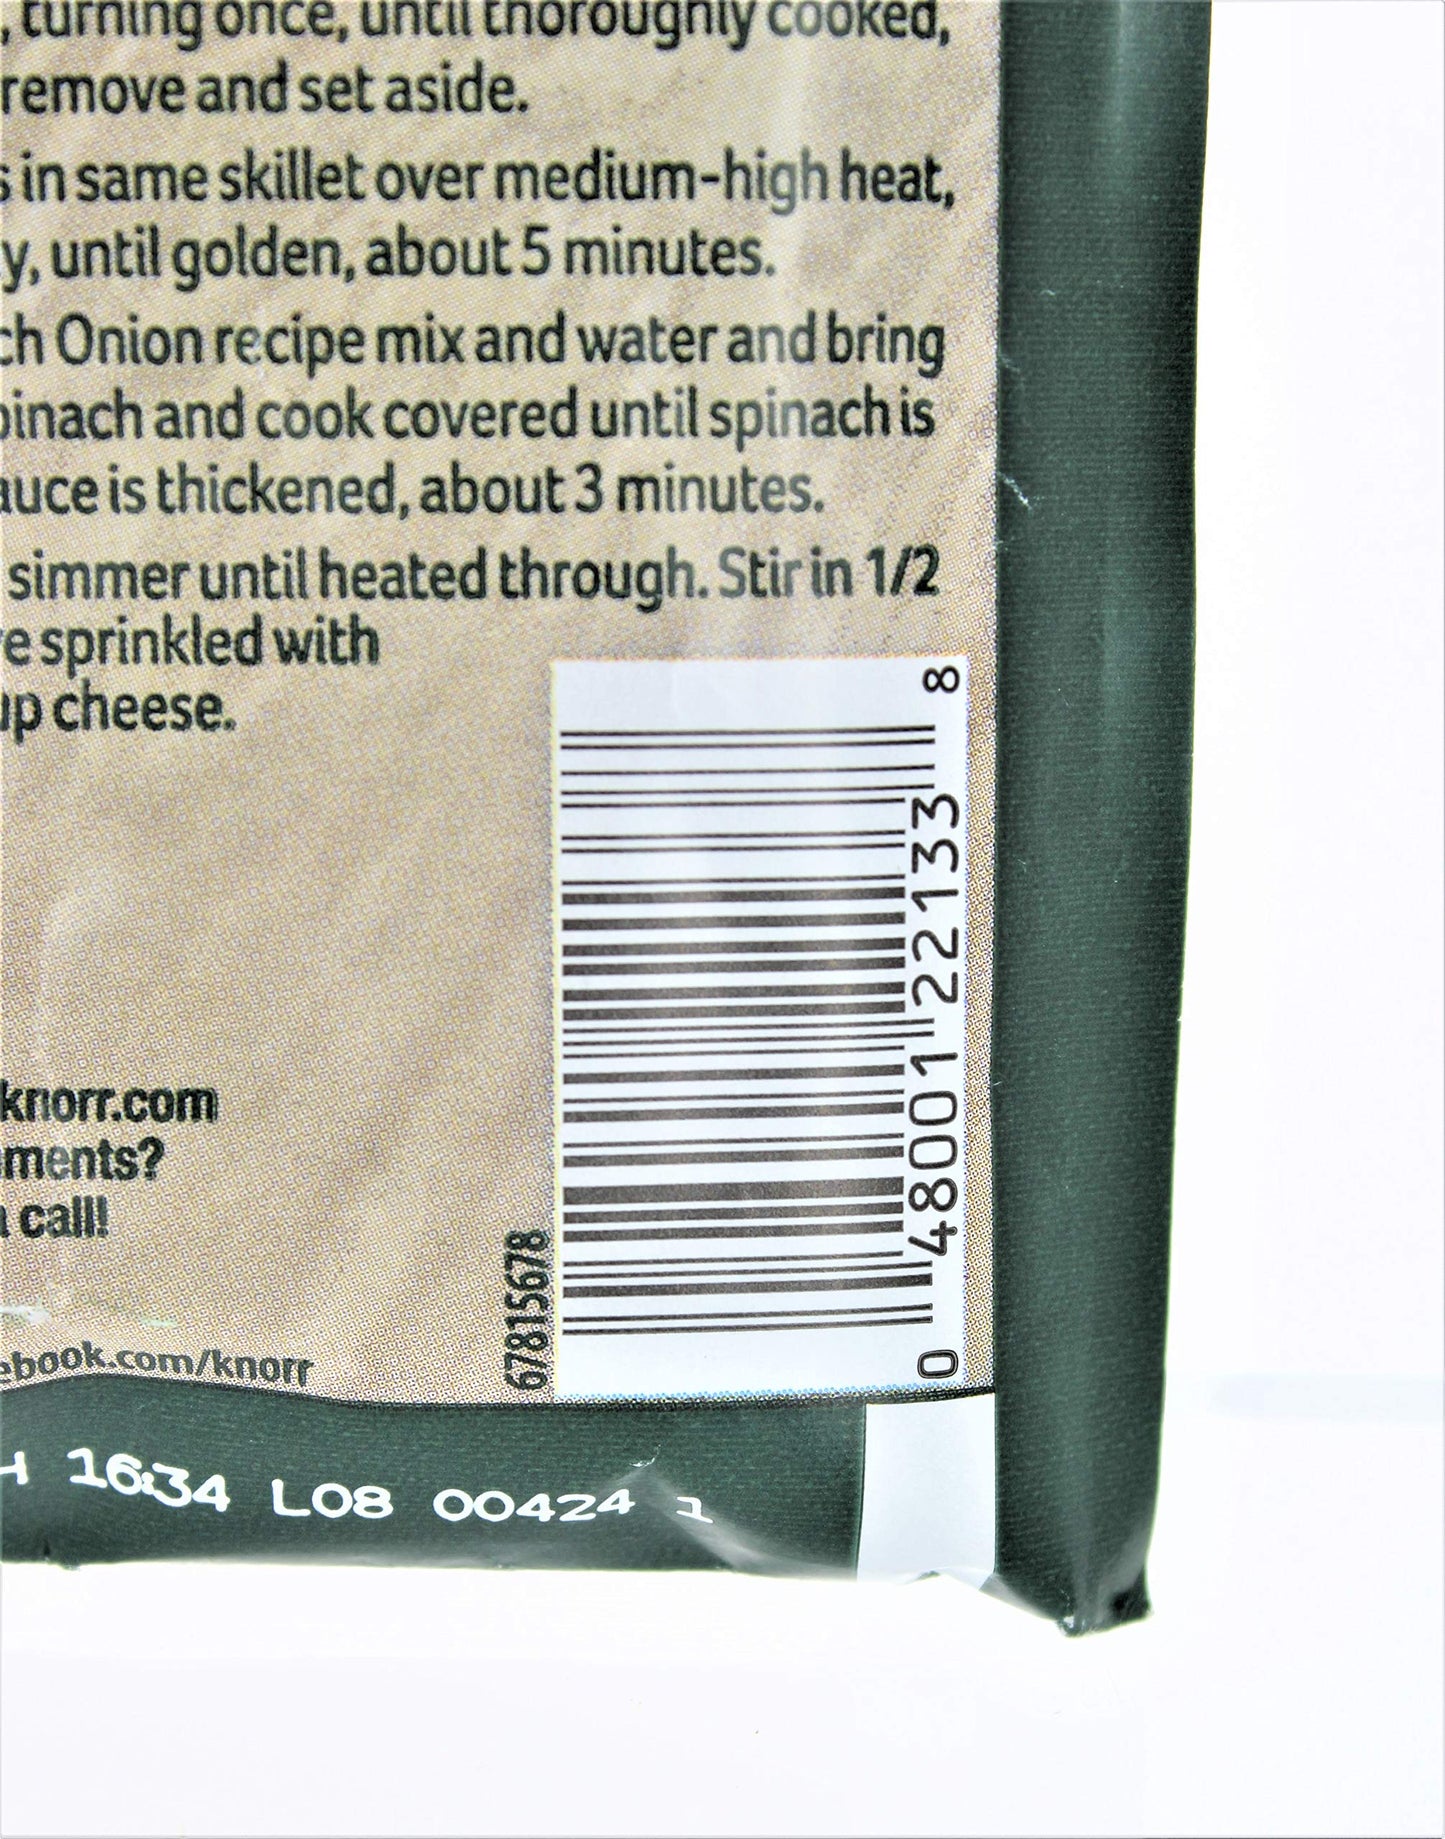 , turning once, until thoroughly cooked,
remove and set aside.
in same skillet over medium-high heat,
y, until golden, about 5 minutes.
ch Onion recipe mix and water and bring
pinach and cook covered until spinach is
auce is thickened, about 3 minutes.
simmer until heated through. Stir in 1/2
re sprinkled with
up cheese.
knorr.com
ments?
a call!
ebook.com/knorr
67815678
0 48001 22133 8
H 16:34 L08 00424 1